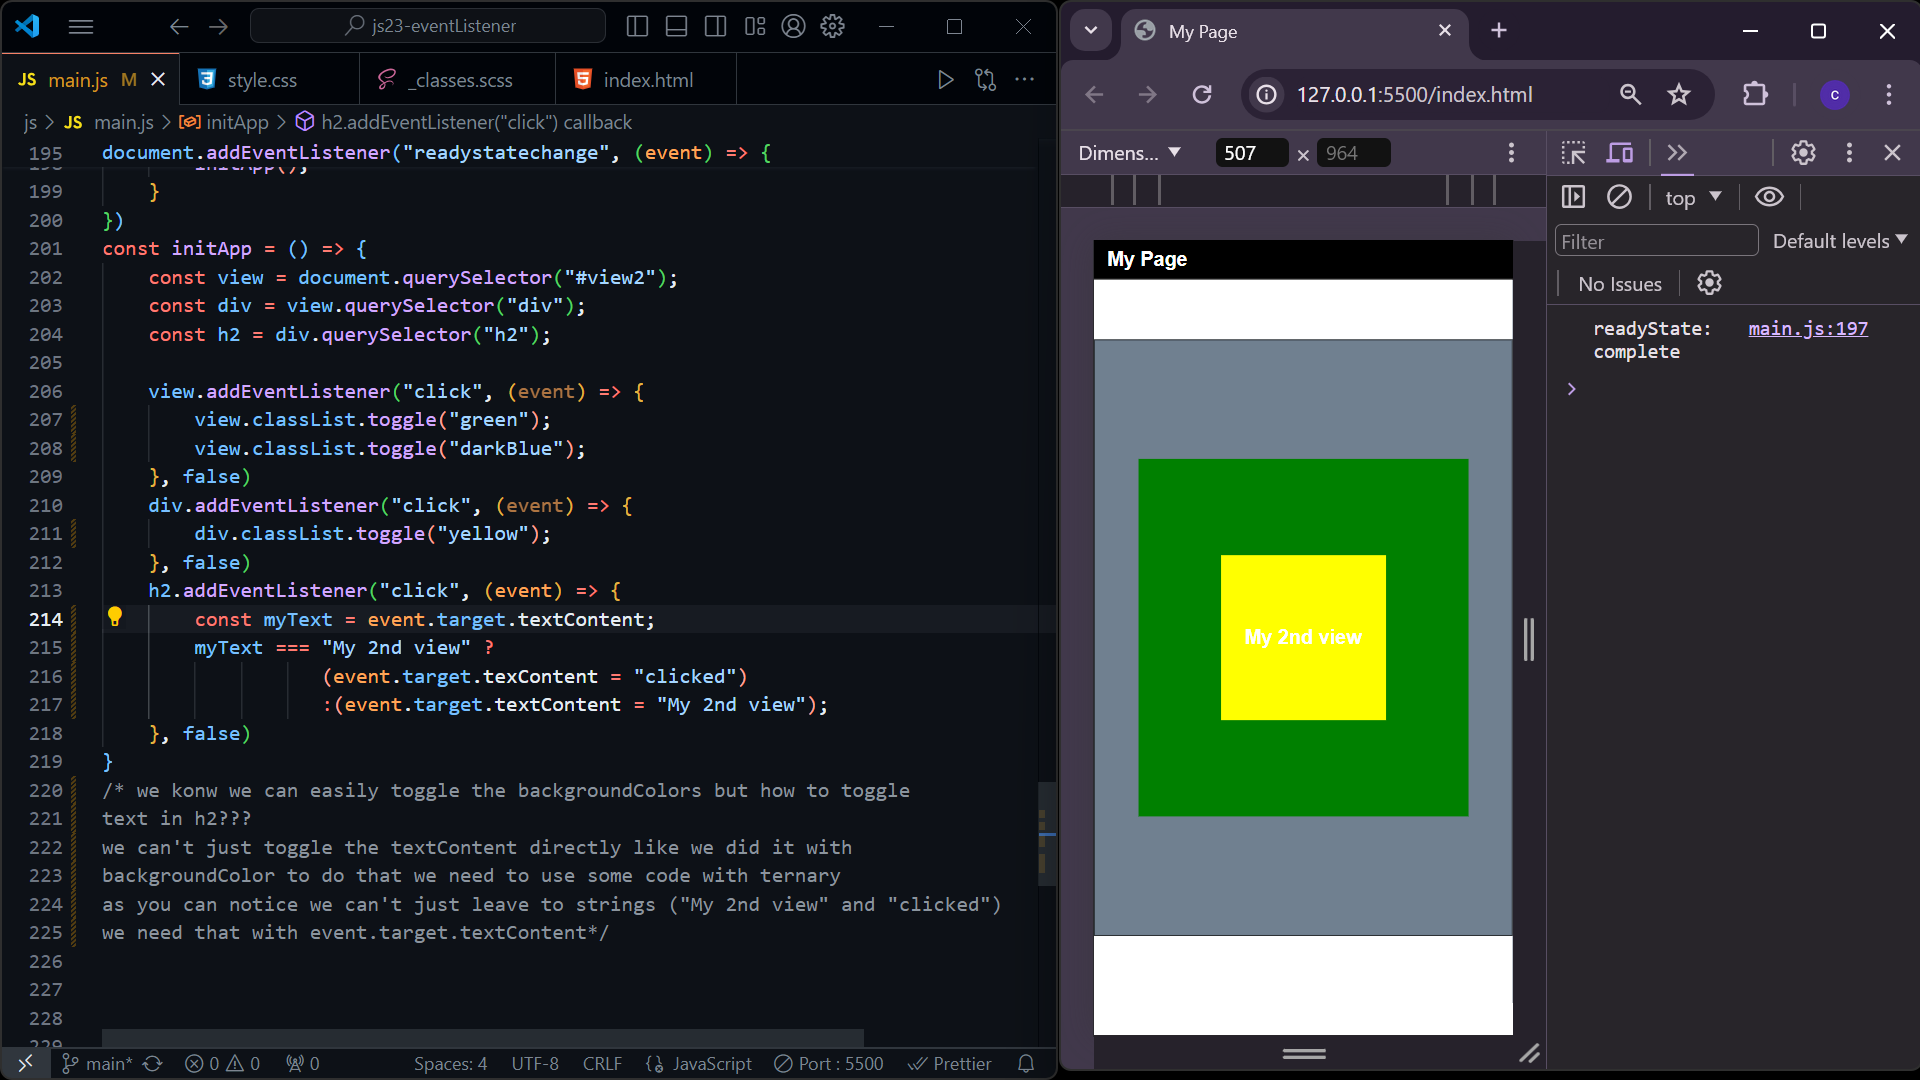 js23-eventListener
JS main.js M
style.css
_classes.scss
index.html
js > JS main.js > initApp > h2.addEventListener("click") callback
195 document.addEventListener("readystatechange", (event) => {
198 initApp();
199 }
200 })
201 const initApp = () => {
202 const view = document.querySelector("#view2");
203 const div = view.querySelector("div");
204 const h2 = div.querySelector("h2");
205
206 view.addEventListener("click", (event) => {
207 view.classList.toggle("green");
208 view.classList.toggle("darkBlue");
209 }, false)
210 div.addEventListener("click", (event) => {
211 div.classList.toggle("yellow");
212 }, false)
213 h2.addEventListener("click", (event) => {
214 const myText = event.target.textContent;
215 myText === "My 2nd view" ?
216 (event.target.texContent = "clicked")
217 :(event.target.textContent = "My 2nd view");
218 }, false)
219 }
220 /* we konw we can easily toggle the backgroundColors but how to toggle
221 text in h2???
222 we can't just toggle the textContent directly like we did it with
223 backgroundColor to do that we need to use some code with ternary
224 as you can notice we can't just leave to strings ("My 2nd view" and "clicked")
225 we need that with event.target.textContent*/
226
227
228
229
main* 0 0 0 Spaces: 4 UTF-8 CRLF JavaScript Port : 5500 Prettier
My Page
127.0.0.1:5500/index.html
c
Dimens... 507 × 964
top
Filter
Default levels
No Issues
readyState: main.js:197
complete
My Page
My 2nd view